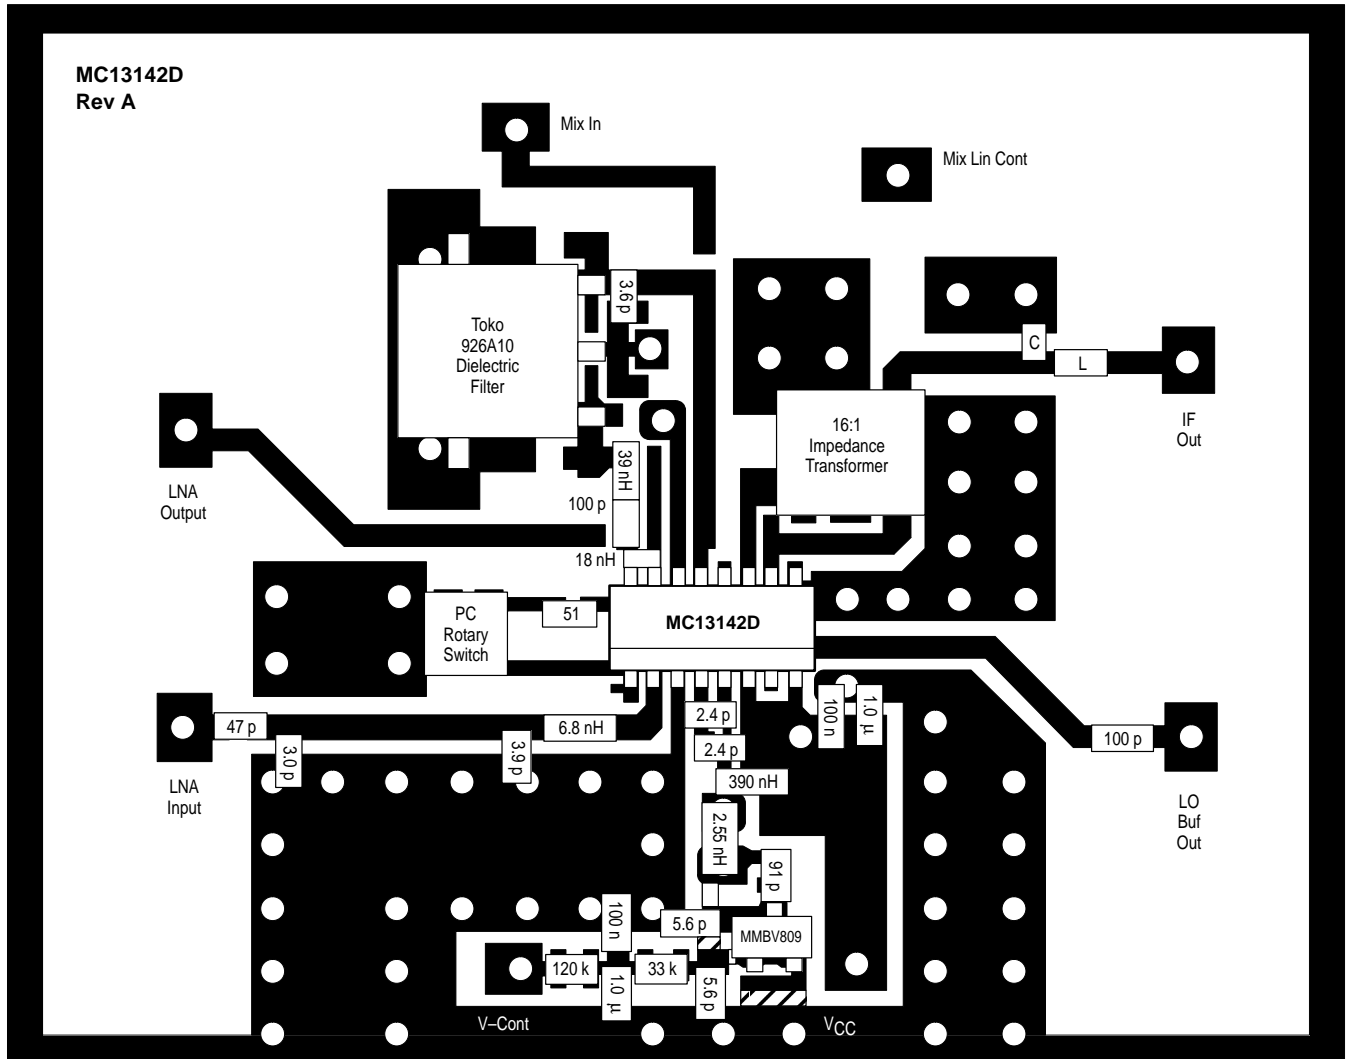 MC13142D
Rev A
Mix In
Mix Lin Cont
3.6 p
Toko
926A10
Dielectric
Filter
C
L
IF
Out
16:1
Impedance
Transformer
LNA
Output
39 nH
100 p
18 nH
PC
Rotary
Switch
51
MC13142D
47 p
3.0 p
6.8 nH
3.9 p
2.4 p
2.4 p
100 n
1.0 µ
100 p
LNA
Input
390 nH
2.55 nH
91 p
LO
Buf
Out
100 n
5.6 p
MMBV809
120 k
33 k
1.0 µ
5.6 p
V–Cont
VCC